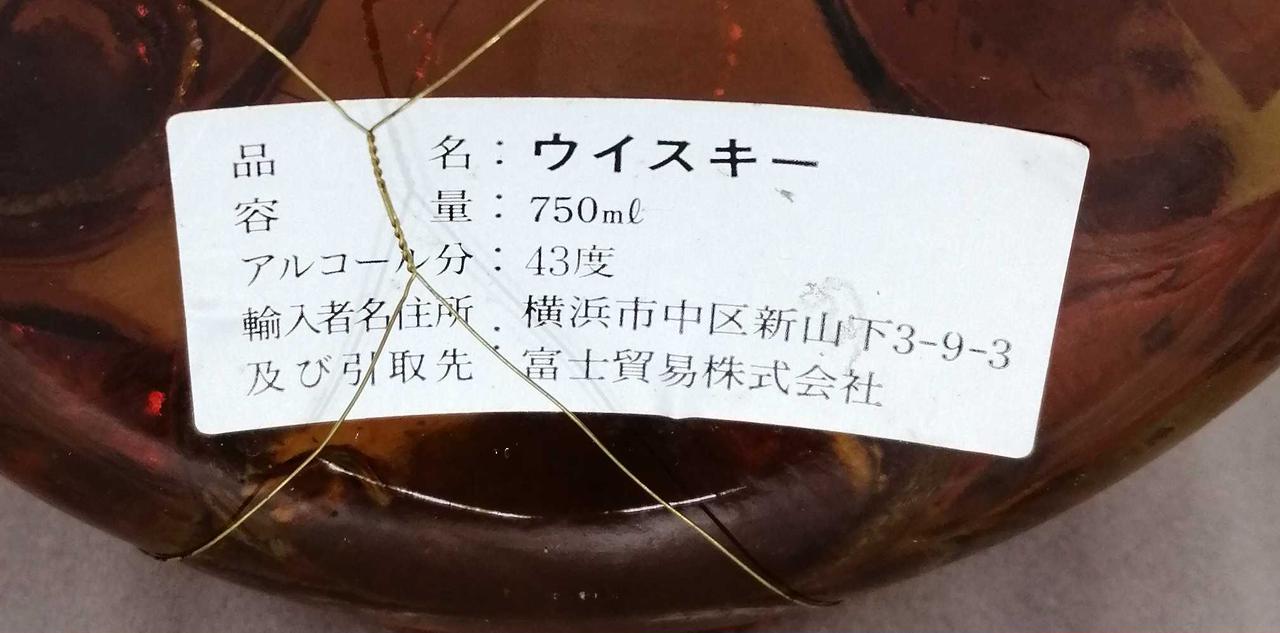 品名：ウイスキー
容量：750mℓ
アルコール分：43度
輸入者名住所：横浜市中区新山下3-9-3
及び引取先：富士貿易株式会社